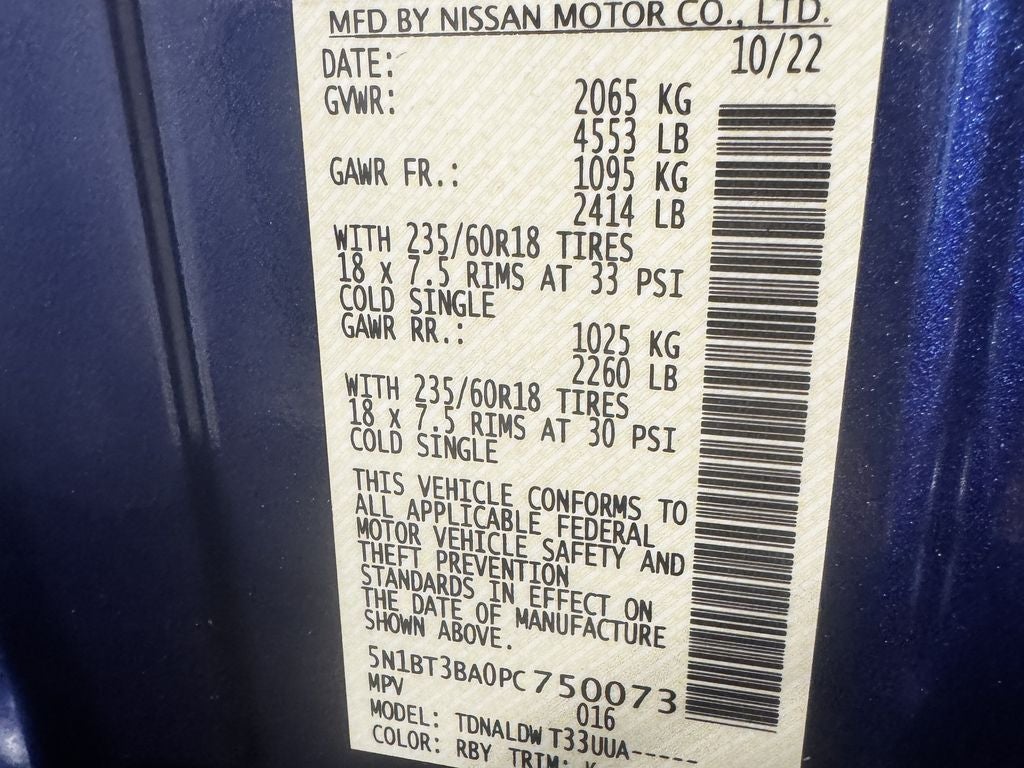 MFD BY NISSAN MOTOR CO., LTD.
DATE: 10/22
GVWR: 2065 KG
4553 LB
GAWR FR.: 1095 KG
2414 LB
WITH 235/60R18 TIRES
18 x 7.5 RIMS AT 33 PSI
COLD SINGLE
GAWR RR.: 1025 KG
2260 LB
WITH 235/60R18 TIRES
18 x 7.5 RIMS AT 30 PSI
COLD SINGLE
THIS VEHICLE CONFORMS TO
ALL APPLICABLE FEDERAL
MOTOR VEHICLE SAFETY AND
THEFT PREVENTION
STANDARDS IN EFFECT ON
THE DATE OF MANUFACTURE
SHOWN ABOVE.
5N1BT3BA0PC750073
MPV 016
MODEL: TDNALDW T33UUA-----
COLOR: RBY TRIM: